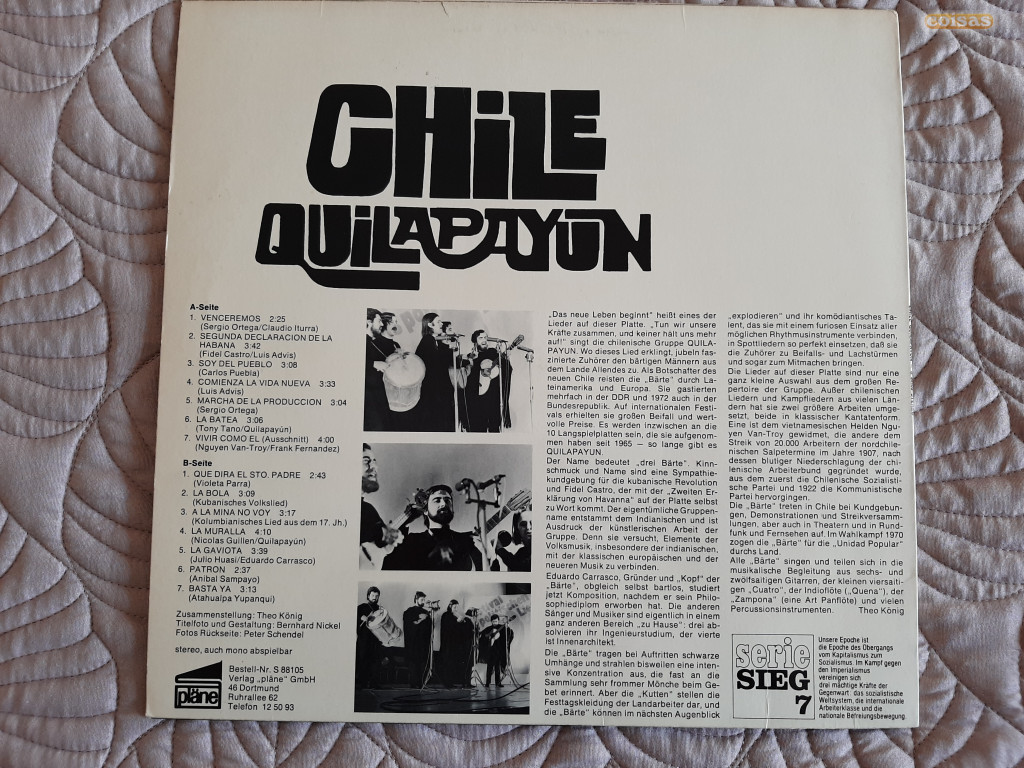 CHILE
QUILAPAYUN
A-Seite
1. VENCEREMOS 2:25
(Sergio Ortega/Claudio Iturra)
2. SEGUNDA DECLARACION DE LA
HABANA 3:42
(Fidel Castro/Luis Advis)
3. SOY DEL PUEBLO 3:08
(Carlos Puebla)
4. COMIENZA LA VIDA NUEVA 3:33
(Luis Advis)
5. MARCHA DE LA PRODUCCION 3:04
(Sergio Ortega)
6. LA BATEA 3:06
(Tony Tano/Quilapayún)
7. VIVIR COMO EL (Ausschnitt) 4:00
(Nguyen Van-Troy/Frank Fernandez)
B-Seite
1. QUE DIRA EL STO. PADRE 2:43
(Violeta Parra)
2. LA BOLA 3:09
(Kubanisches Volkslied)
3. A LA MINA NO VOY 3:17
(Kolumbianisches Lied aus dem 17. Jh.)
4. LA MURALLA 4:10
(Nicolas Guillen/Quilapayún)
5. LA GAVIOTA 3:39
(Julio Huasi/Eduardo Carrasco)
6. PATRON 2:37
(Anibal Sampayo)
7. BASTA YA 3:13
(Atahualpa Yupanqui)
Zusammenstellung: Theo König
Titelfoto und Gestaltung: Bernhard Nickel
Fotos Rückseite: Peter Schendel
stereo, auch mono abspielbar
pläne
Bestell-Nr. S 88105
Verlag „pläne" GmbH
46 Dortmund
Ruhrallee 62
Telefon 12 50 93
„Das neue Leben beginnt" heißt eines der
Lieder auf dieser Platte. „Tun wir unsere
Kräfte zusammen, und keiner hält uns mehr
auf!" singt die chilenische Gruppe QUILA-
PAYUN. Wo dieses Lied erklingt, jubeln fas-
zinierte Zuhörer den bärtigen Männern aus
dem Lande Allendes zu. Als Botschafter des
neuen Chile reisten die „Bärte" durch La-
teinamerika und Europa. Sie gastierten
mehrfach in der DDR und 1972 auch in der
Bundesrepublik. Auf internationalen Festi-
vals erhielten sie großen Beifall und wert-
volle Preise. Es werden inzwischen an die
10 Langspielplatten sein, die sie aufgenom-
men haben seit 1965 — so lange gibt es
QUILAPAYUN.
Der Name bedeutet „drei Bärte". Kinn-
schmuck und Name sind eine Sympathie-
kundgebung für die kubanische Revolution
und Fidel Castro, der mit der „Zweiten Er-
klärung von Havanna" auf der Platte selbst
zu Wort kommt. Der eigentümliche Gruppen-
name entstammt dem Indianischen und ist
Ausdruck der künstlerischen Arbeit der
Gruppe. Denn sie versucht, Elemente der
Volksmusik, insbesondere der indianischen,
mit der klassischen europäischen und der
neueren Musik zu verbinden.
Eduardo Carrasco, Gründer und „Kopf" der
„Bärte", obgleich selbst bartlos, studiert
jetzt Komposition, nachdem er sein Philo-
sophiediplom erworben hat. Die anderen
Sänger und Musiker sind eigentlich in einem
ganz anderen Bereich „zu Hause": drei ab-
solvieren ihr Ingenieurstudium, der vierte
ist Innenarchitekt.
Die „Bärte" tragen bei Auftritten schwarze
Umhänge und strahlen bisweilen eine inten-
sive Konzentration aus, die fast an die
Sammlung sehr frommer Mönche beim Ge-
bet erinnert. Aber die „Kutten" stellen die
Festtagskleidung der Landarbeiter dar, und
die „Bärte" können im nächsten Augenblick
„explodieren" und ihr komödiantisches Ta-
lent, das sie mit einem furiosen Einsatz aller
möglichen Rhythmusinstrumente verbinden,
in Spottliedern so perfekt einsetzen, daß sie
die Zuhörer zu Beifalls- und Lachstürmen
und sogar zum Mitmachen bringen.
Die Lieder auf dieser Platte sind nur eine
ganz kleine Auswahl aus dem großen Re-
pertoire der Gruppe. Außer chilenischen
Liedern und Kampfliedern aus vielen Län-
dern hat sie zwei größere Arbeiten umge-
setzt, beide in klassischer Kantatenform.
Eine ist dem vietnamesischen Helden Ngu-
yen Van-Troy gewidmet, die andere dem
Streik von 20.000 Arbeitern der nordchile-
nischen Salpetermine im Jahre 1907, nach
dessen blutiger Niederschlagung der chi-
lenische Arbeiterbund gegründet wurde,
aus dem zuerst die Chilenische Sozialisti-
sche Partei und 1922 die Kommunistische
Partei hervorgingen.
Die „Bärte" treten in Chile bei Kundgebun-
gen, Demonstrationen und Streikversamm-
lungen, aber auch in Theatern und in Rund-
funk und Fernsehen auf. Im Wahlkampf 1970
zogen die „Bärte" für die „Unidad Popular"
durchs Land.
Alle „Bärte" singen und teilen sich in die
musikalische Begleitung aus sechs- und
zwölfsaitigen Gitarren, der kleinen viersaiti-
gen „Cuatro", der Indioflöte („Quena"), der
„Zampona" (eine Art Panflöte) und vielen
Percussionsinstrumenten. Theo König
serie
SIEG
7
Unsere Epoche ist
die Epoche des Übergangs
vom Kapitalismus zum
Sozialismus. Im Kampf gegen
den Imperialismus
vereinigen sich
drei mächtige Kräfte der
Gegenwart: das sozialistische
Weltsystem, die internationale
Arbeiterklasse und die
nationale Befreiungsbewegung.